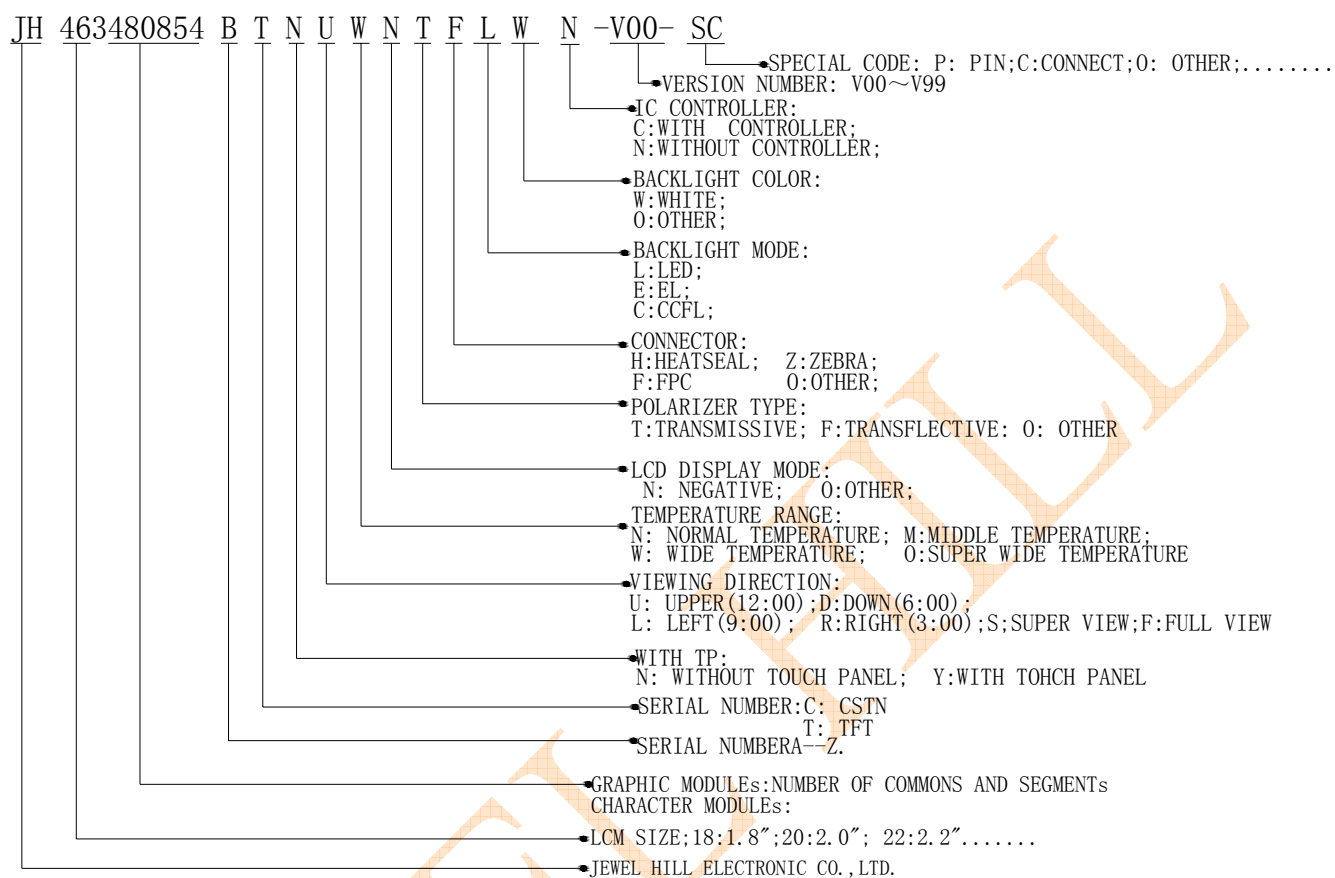 JH 463480854 B T N U W N T F L W N -V00- SC
SPECIAL CODE: P: PIN;C:CONNECT;O: OTHER;........
VERSION NUMBER: V00～V99
IC CONTROLLER:
C:WITH CONTROLLER;
N:WITHOUT CONTROLLER;
BACKLIGHT COLOR:
W:WHITE;
O:OTHER;
BACKLIGHT MODE:
L:LED;
E:EL;
C:CCFL;
CONNECTOR:
H:HEATSEAL; Z:ZEBRA;
F:FPC O:OTHER;
POLARIZER TYPE:
T:TRANSMISSIVE; F:TRANSFLECTIVE: O: OTHER
LCD DISPLAY MODE:
N: NEGATIVE; O:OTHER;
TEMPERATURE RANGE:
N: NORMAL TEMPERATURE; M:MIDDLE TEMPERATURE;
W: WIDE TEMPERATURE; O:SUPER WIDE TEMPERATURE
VIEWING DIRECTION:
U: UPPER(12:00);D:DOWN(6:00);
L: LEFT(9:00); R:RIGHT(3:00);S;SUPER VIEW;F:FULL VIEW
WITH TP:
N: WITHOUT TOUCH PANEL; Y:WITH TOHCH PANEL
SERIAL NUMBER:C: CSTN
T: TFT
SERIAL NUMBERA--Z.
GRAPHIC MODULEs:NUMBER OF COMMONS AND SEGMENTs
CHARACTER MODULEs:
LCM SIZE;18:1.8″;20:2.0″; 22:2.2″.......
JEWEL HILL ELECTRONIC CO.,LTD.
HILL